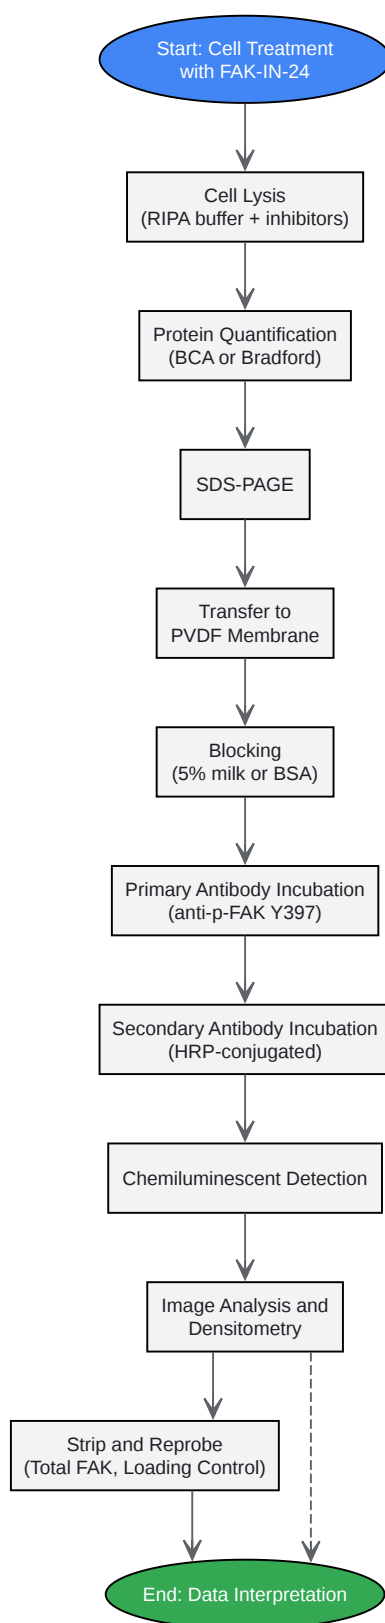 Start: Cell Treatment
with FAK-IN-24
Cell Lysis
(RIPA buffer + inhibitors)
Protein Quantification
(BCA or Bradford)
SDS-PAGE
Transfer to
PVDF Membrane
Blocking
(5% milk or BSA)
Primary Antibody Incubation
(anti-p-FAK Y397)
Secondary Antibody Incubation
(HRP-conjugated)
Chemiluminescent Detection
Image Analysis and
Densitometry
Strip and Reprobe
(Total FAK, Loading Control)
End: Data Interpretation